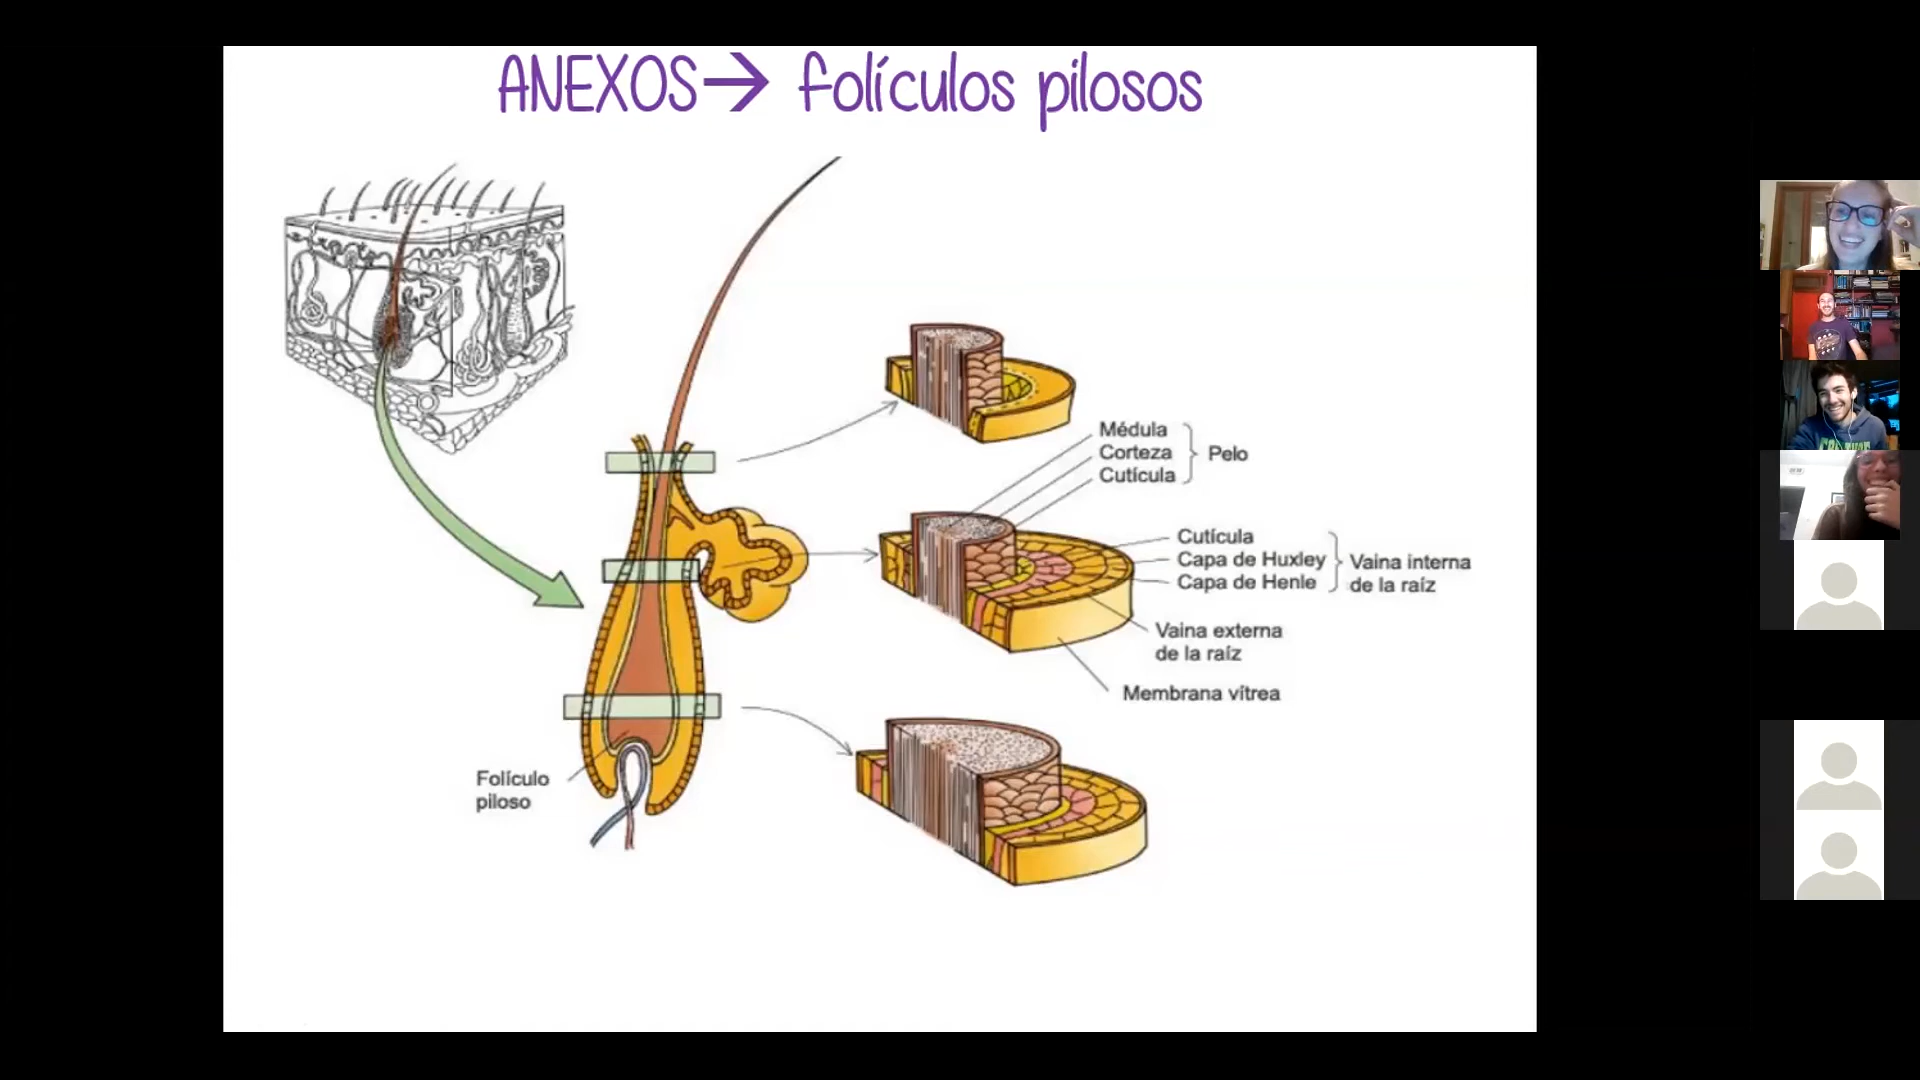 ANEXOS→ folículos pilosos
Médula
Corteza
Cutícula
Pelo
Cutícula
Capa de Huxley
Capa de Henle
Vaina interna
de la raíz
Vaina externa
de la raíz
Membrana vítrea
Folículo
piloso